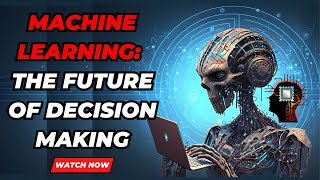 MACHINE
LEARNING:
THE FUTURE
OF DECISION
MAKING
WATCH NOW